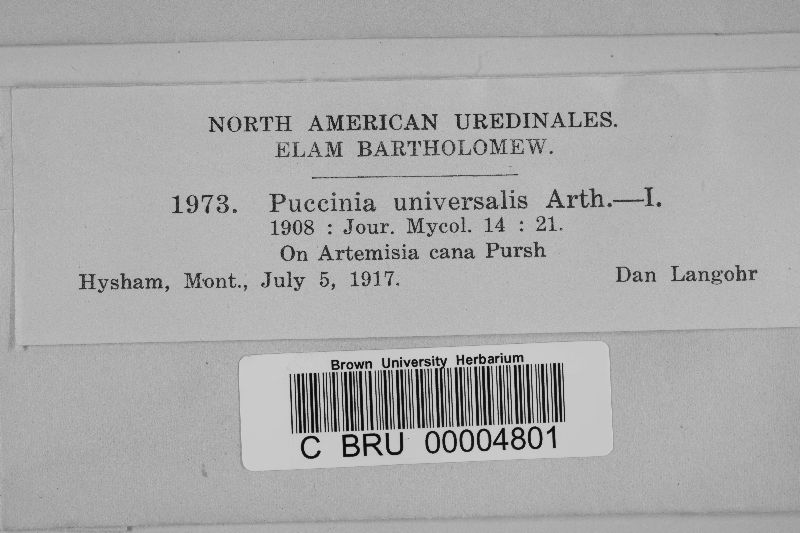 NORTH AMERICAN UREDINALES.
ELAM BARTHOLOMEW.
1973. Puccinia universalis Arth.—I.
1908 : Jour. Mycol. 14 : 21.
On Artemisia cana Pursh
Hysham, Mont., July 5, 1917. Dan Langohr
Brown University Herbarium
C BRU 00004801